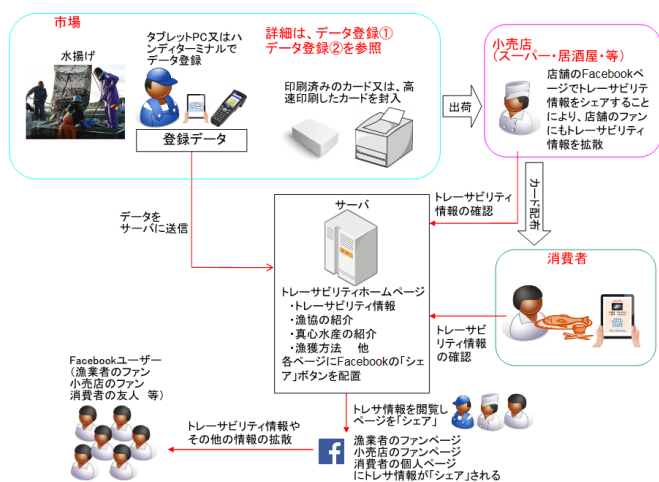 市場
水揚げ
タブレットPC又はハ
ンディターミナルで
データ登録
登録データ
詳細は、データ登録①
データ登録②を参照
印刷済みのカード又は、高
速印刷したカードを封入
出荷
小売店
(スーパー・居酒屋・等)
店舗のFacebookペー
ジでトレーサビリテ
情報をシェアすること
により、店舗のファン
にもトレーサビリティ
情報を拡散
データを
サーバに送信
サーバ
トレーサビリティ
情報の確認
カード配布
消費者
トレーサビリ
ティ情報の
確認
トレーサビリティホームページ
・トレーサビリティ情報
・漁協の紹介
・真心水産の紹介
・漁獲方法 他
各ページにFacebookの「シェ
ア」ボタンを配置
Facebookユーザー
(漁業者のファン
小売店のファン
消費者の友人 等)
トレーサビリティ情報や
その他の情報の拡散
トレサ情報を閲覧し
ページを「シェア」
f
漁業者のファンページ
小売店のファンページ
消費者の個人ページ
にトレサ情報が「シェア」される